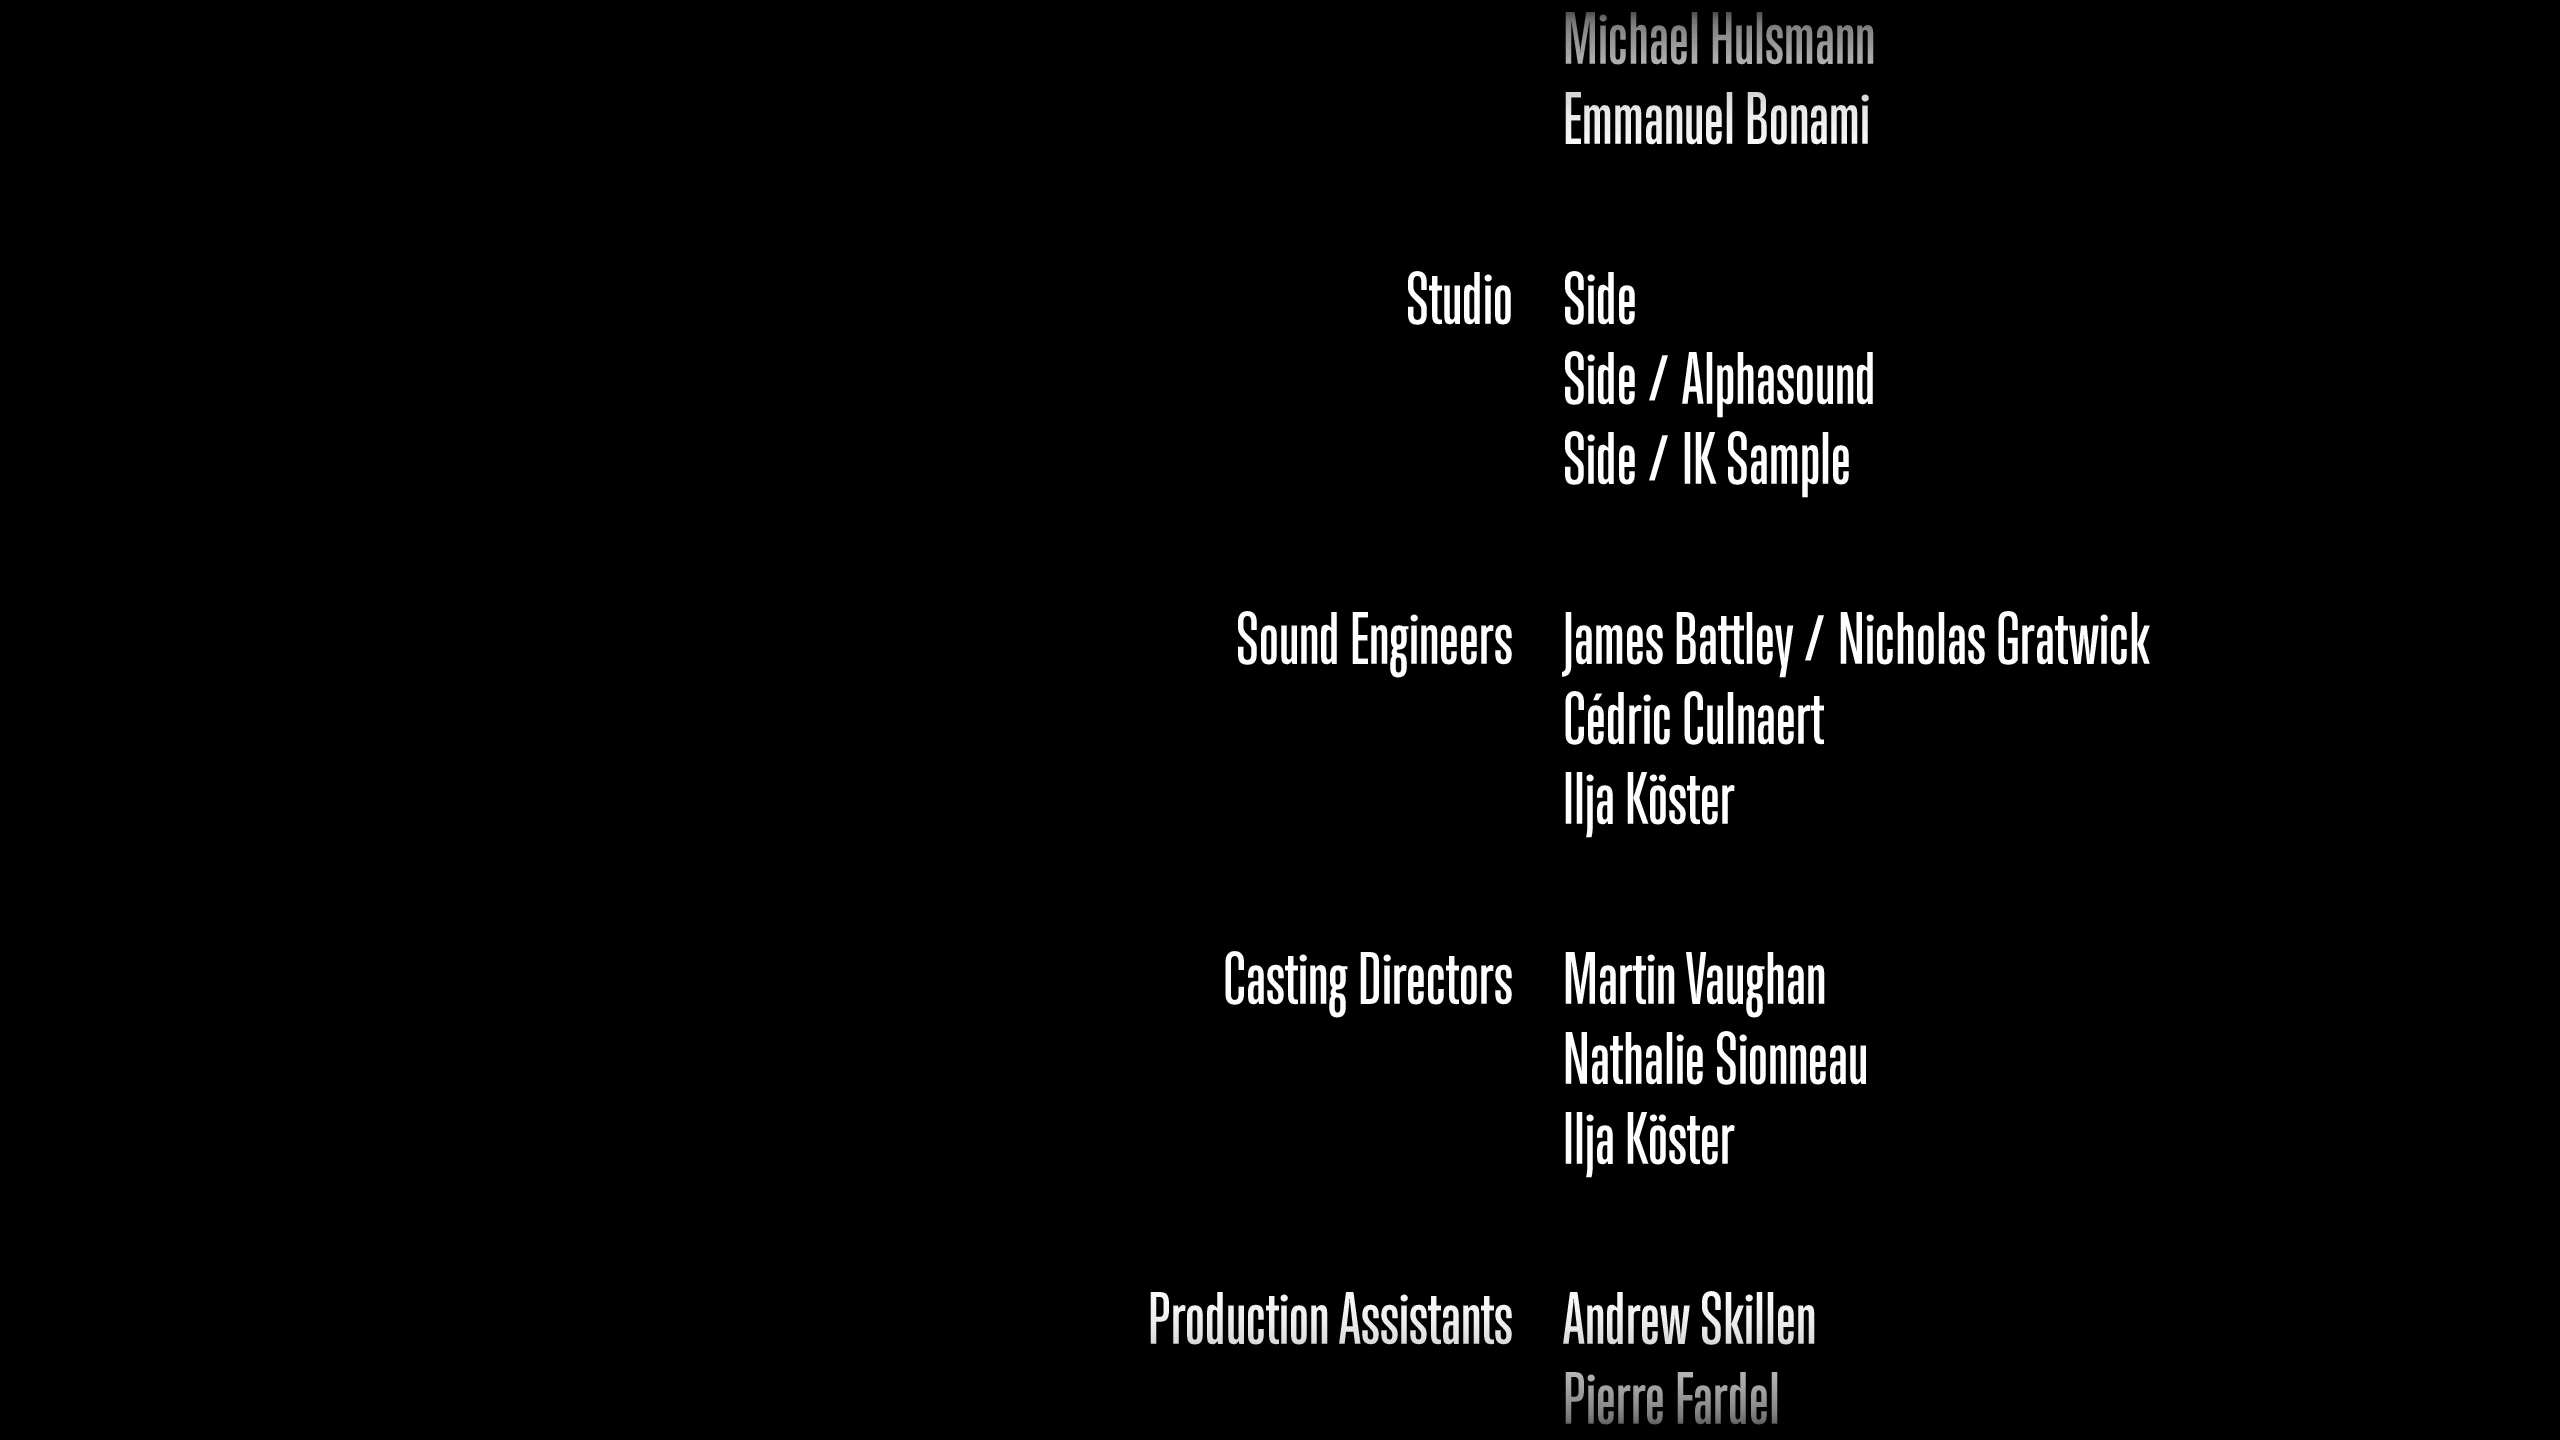 Michael Hulsmann
Emmanuel Bonami
Studio Side
Side / Alphasound
Side / IK Sample
Sound Engineers James Battley / Nicholas Gratwick
Cédric Culnaert
Ilja Köster
Casting Directors Martin Vaughan
Nathalie Sionneau
Ilja Köster
Production Assistants Andrew Skillen
Pierre Fardel